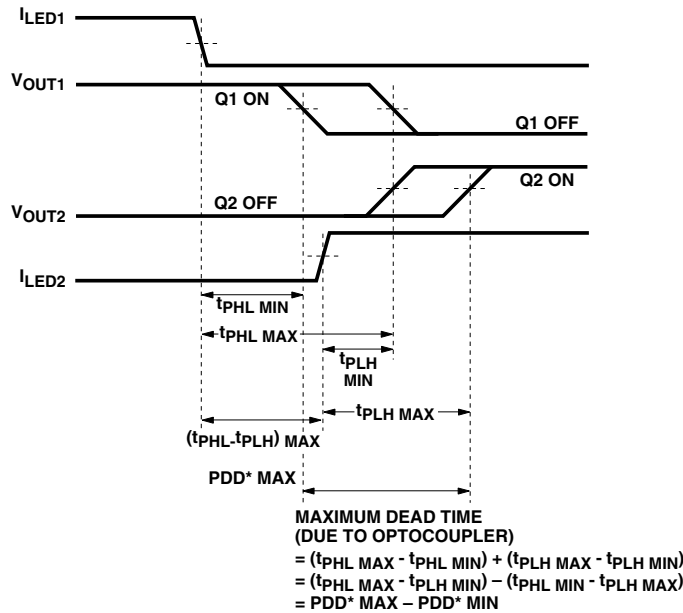 ILED1
VOUT1
Q1 ON
Q1 OFF
Q2 ON
Q2 OFF
VOUT2
ILED2
tPHL MIN
tPHL MAX
tPLH
MIN
tPLH MAX
(tPHL-tPLH) MAX
PDD* MAX
MAXIMUM DEAD TIME
(DUE TO OPTOCOUPLER)
= (tPHL MAX - tPHL MIN) + (tPLH MAX - tPLH MIN)
= (tPHL MAX - tPLH MIN) – (tPHL MIN - tPLH MAX)
= PDD* MAX – PDD* MIN